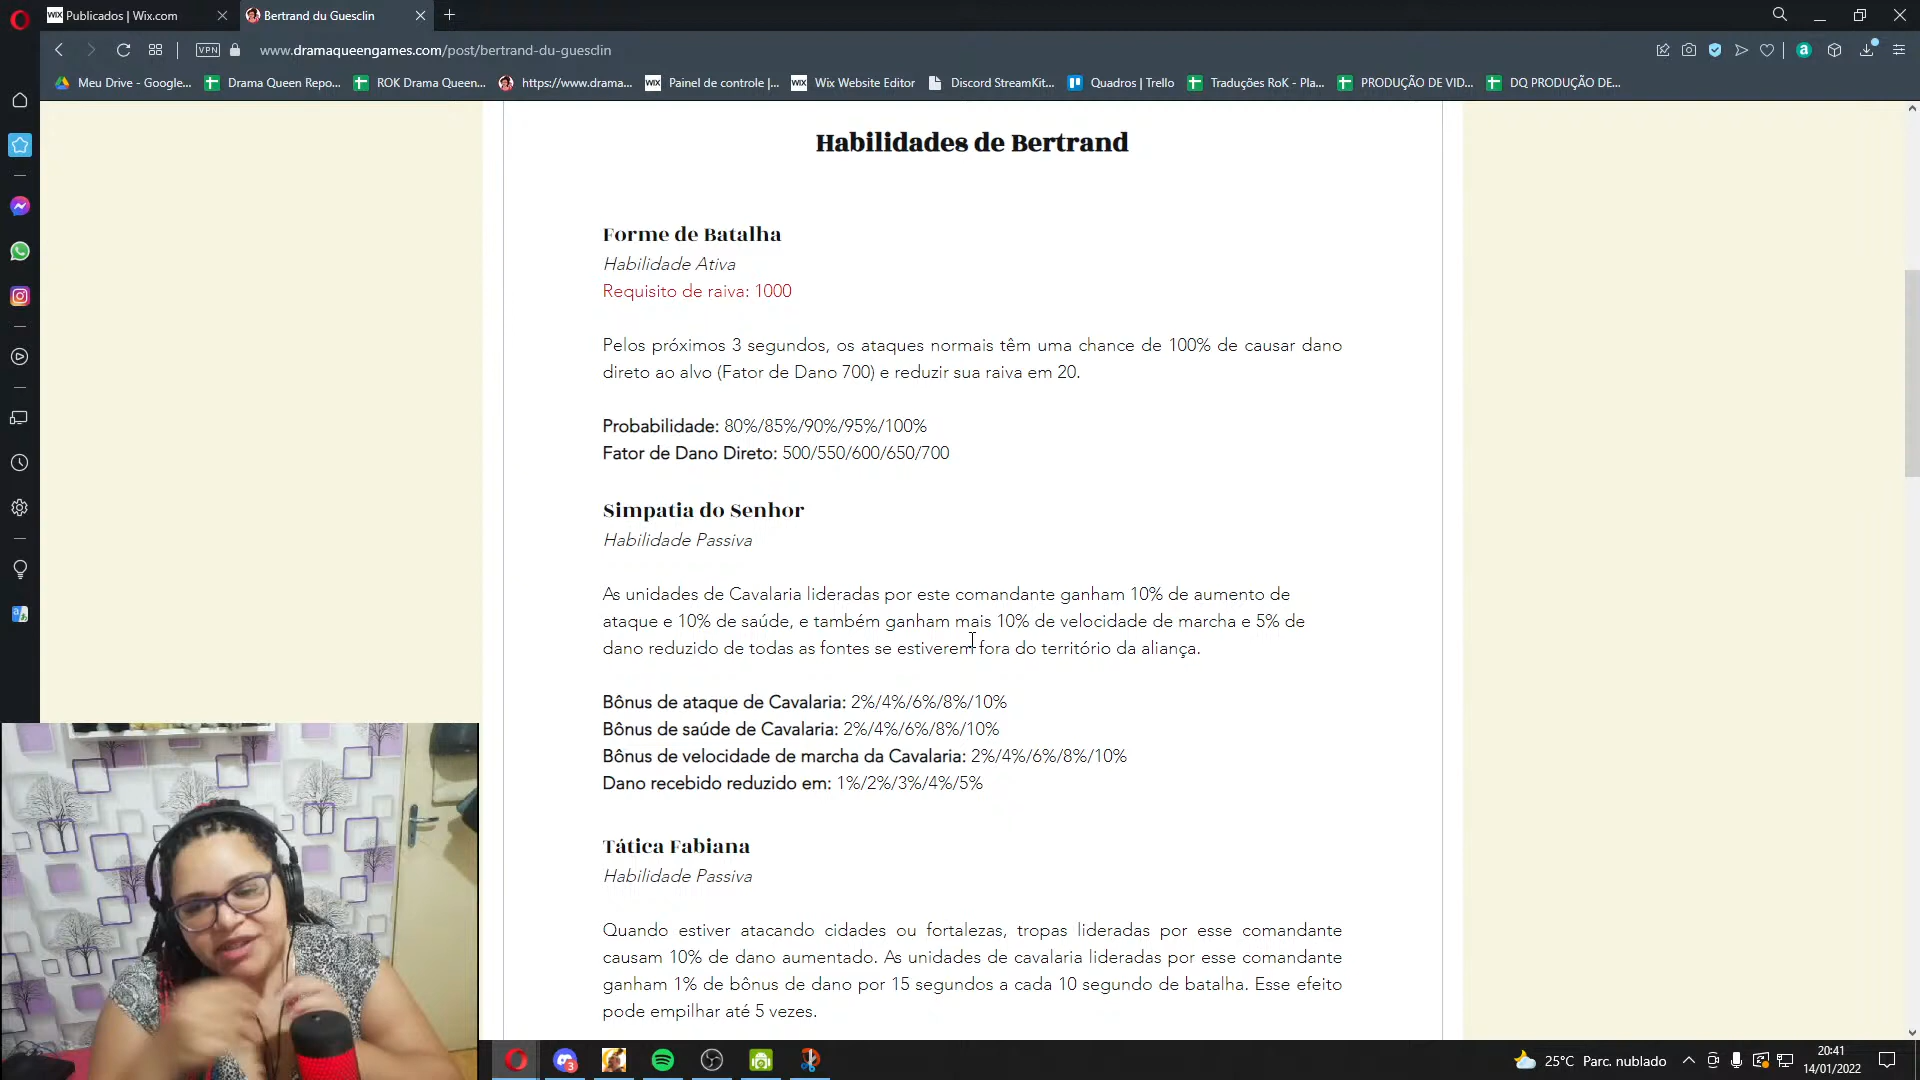 Publicados | Wix.com
Bertrand du Guesclin
VPN
www.dramaqueengames.com/post/bertrand-du-guesclin
Meu Drive - Google...
Drama Queen Repo...
ROK Drama Queen...
https://www.drama...
WIX
Painel de controle |...
WIX
Wix Website Editor
Discord StreamKit...
Quadros | Trello
Traduções RoK - Pla...
PRODUÇÃO DE VID...
DQ PRODUÇÃO DE...
Habilidades de Bertrand
Forme de Batalha
Habilidade Ativa
Requisito de raiva: 1000
Pelos próximos 3 segundos, os ataques normais têm uma chance de 100% de causar dano
direto ao alvo (Fator de Dano 700) e reduzir sua raiva em 20.
Probabilidade: 80%/85%/90%/95%/100%
Fator de Dano Direto: 500/550/600/650/700
Simpatia do Senhor
Habilidade Passiva
As unidades de Cavalaria lideradas por este comandante ganham 10% de aumento de
ataque e 10% de saúde, e também ganham mais 10% de velocidade de marcha e 5% de
dano reduzido de todas as fontes se estiverem fora do território da aliança.
Bônus de ataque de Cavalaria: 2%/4%/6%/8%/10%
Bônus de saúde de Cavalaria: 2%/4%/6%/8%/10%
Bônus de velocidade de marcha da Cavalaria: 2%/4%/6%/8%/10%
Dano recebido reduzido em: 1%/2%/3%/4%/5%
Tática Fabiana
Habilidade Passiva
Quando estiver atacando cidades ou fortalezas, tropas lideradas por esse comandante
causam 10% de dano aumentado. As unidades de cavalaria lideradas por esse comandante
ganham 1% de bônus de dano por 15 segundos a cada 10 segundo de batalha. Esse efeito
pode empilhar até 5 vezes.
3
25°C Parc. nublado
20:41
14/01/2022